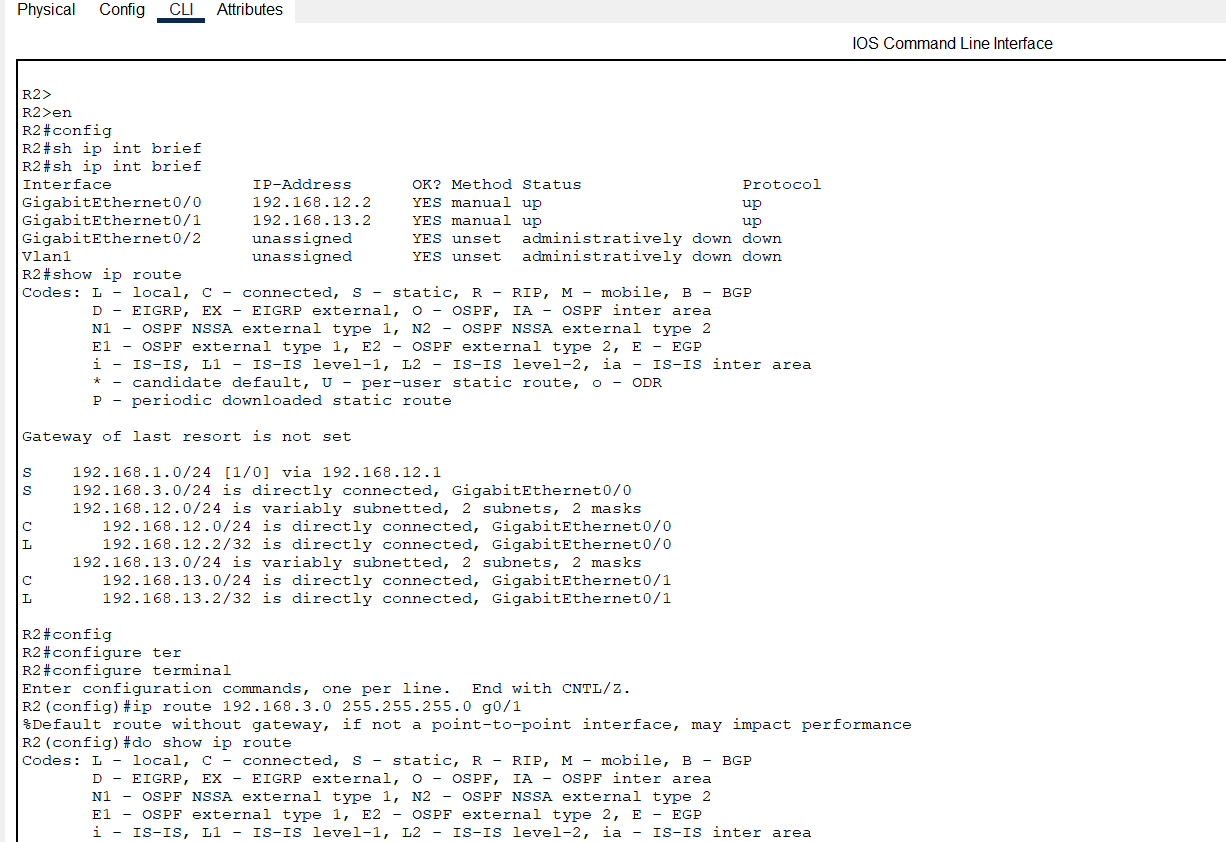 Physical Config CLI Attributes
IOS Command Line Interface
R2>
R2>en
R2#config
R2#sh ip int brief
R2#sh ip int brief
Interface              IP-Address      OK? Method Status                Protocol
GigabitEthernet0/0     192.168.12.2    YES manual up                    up
GigabitEthernet0/1     192.168.13.2    YES manual up                    up
GigabitEthernet0/2     unassigned      YES unset  administratively down down
Vlan1                  unassigned      YES unset  administratively down down
R2#show ip route
Codes: L - local, C - connected, S - static, R - RIP, M - mobile, B - BGP
       D - EIGRP, EX - EIGRP external, O - OSPF, IA - OSPF inter area
       N1 - OSPF NSSA external type 1, N2 - OSPF NSSA external type 2
       E1 - OSPF external type 1, E2 - OSPF external type 2, E - EGP
       i - IS-IS, L1 - IS-IS level-1, L2 - IS-IS level-2, ia - IS-IS inter area
       * - candidate default, U - per-user static route, o - ODR
       P - periodic downloaded static route
Gateway of last resort is not set
S    192.168.1.0/24 [1/0] via 192.168.12.1
S    192.168.3.0/24 is directly connected, GigabitEthernet0/0
     192.168.12.0/24 is variably subnetted, 2 subnets, 2 masks
C       192.168.12.0/24 is directly connected, GigabitEthernet0/0
L       192.168.12.2/32 is directly connected, GigabitEthernet0/0
     192.168.13.0/24 is variably subnetted, 2 subnets, 2 masks
C       192.168.13.0/24 is directly connected, GigabitEthernet0/1
L       192.168.13.2/32 is directly connected, GigabitEthernet0/1
R2#config
R2#configure ter
R2#configure terminal
Enter configuration commands, one per line.  End with CNTL/Z.
R2(config)#ip route 192.168.3.0 255.255.255.0 g0/1
%Default route without gateway, if not a point-to-point interface, may impact performance
R2(config)#do show ip route
Codes: L - local, C - connected, S - static, R - RIP, M - mobile, B - BGP
       D - EIGRP, EX - EIGRP external, O - OSPF, IA - OSPF inter area
       N1 - OSPF NSSA external type 1, N2 - OSPF NSSA external type 2
       E1 - OSPF external type 1, E2 - OSPF external type 2, E - EGP
       i - IS-IS, L1 - IS-IS level-1, L2 - IS-IS level-2, ia - IS-IS inter area